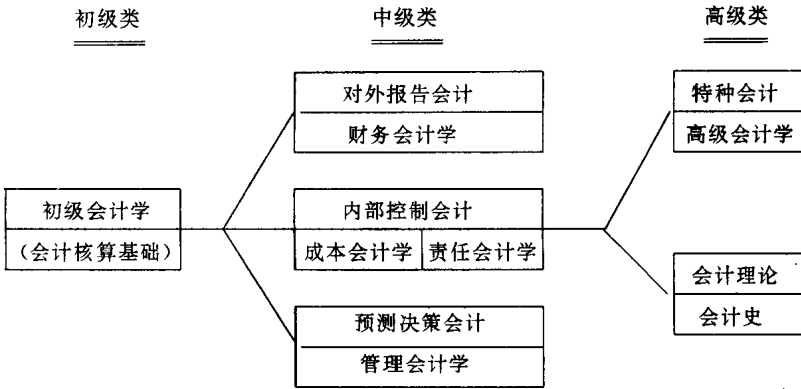 初级类
中级类
高级类
对外报告会计
财务会计学
特种会计
高级会计学
初级会计学
(会计核算基础)
内部控制会计
成本会计学 责任会计学
会计理论
会计史
预测决策会计
管理会计学